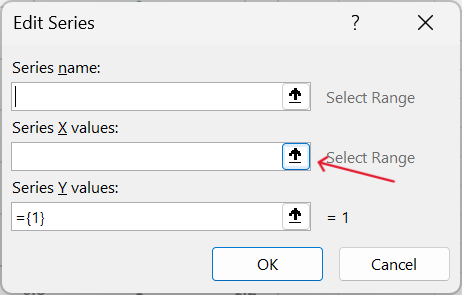 Edit Series ?
Series name:
Select Range
Series X values:
Select Range
Series Y values:
={1} = 1
OK Cancel